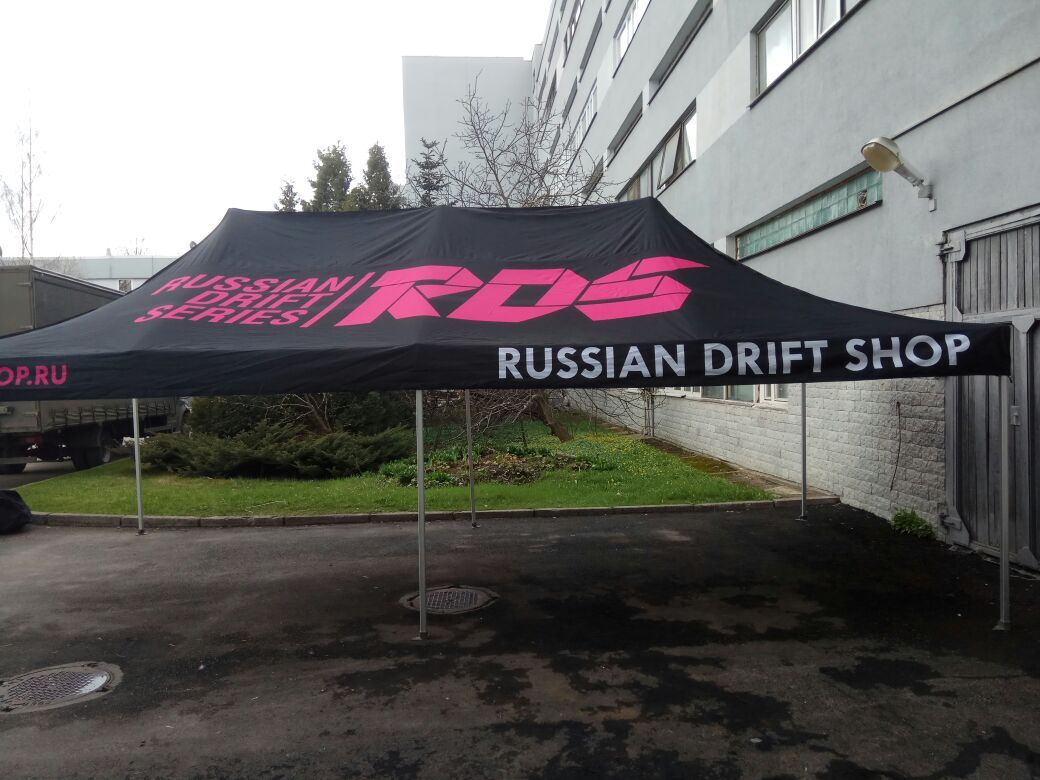 RUSSIAN
DRIFT
SERIES
RDS
OP.RU
RUSSIAN DRIFT SHOP